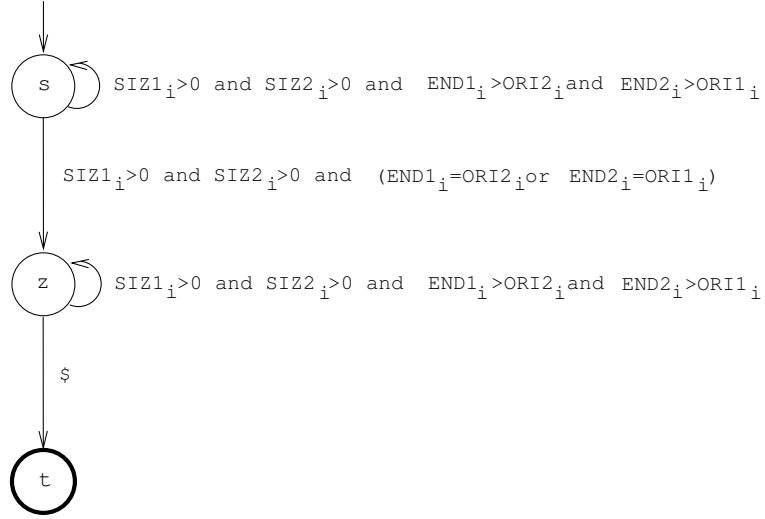 s SIZ1i>0 and SIZ2i>0 and END1i>ORI2i and END2i>ORI1i
SIZ1i>0 and SIZ2i>0 and (END1i=ORI2i or END2i=ORI1i)
z SIZ1i>0 and SIZ2i>0 and END1i>ORI2i and END2i>ORI1i
$
t